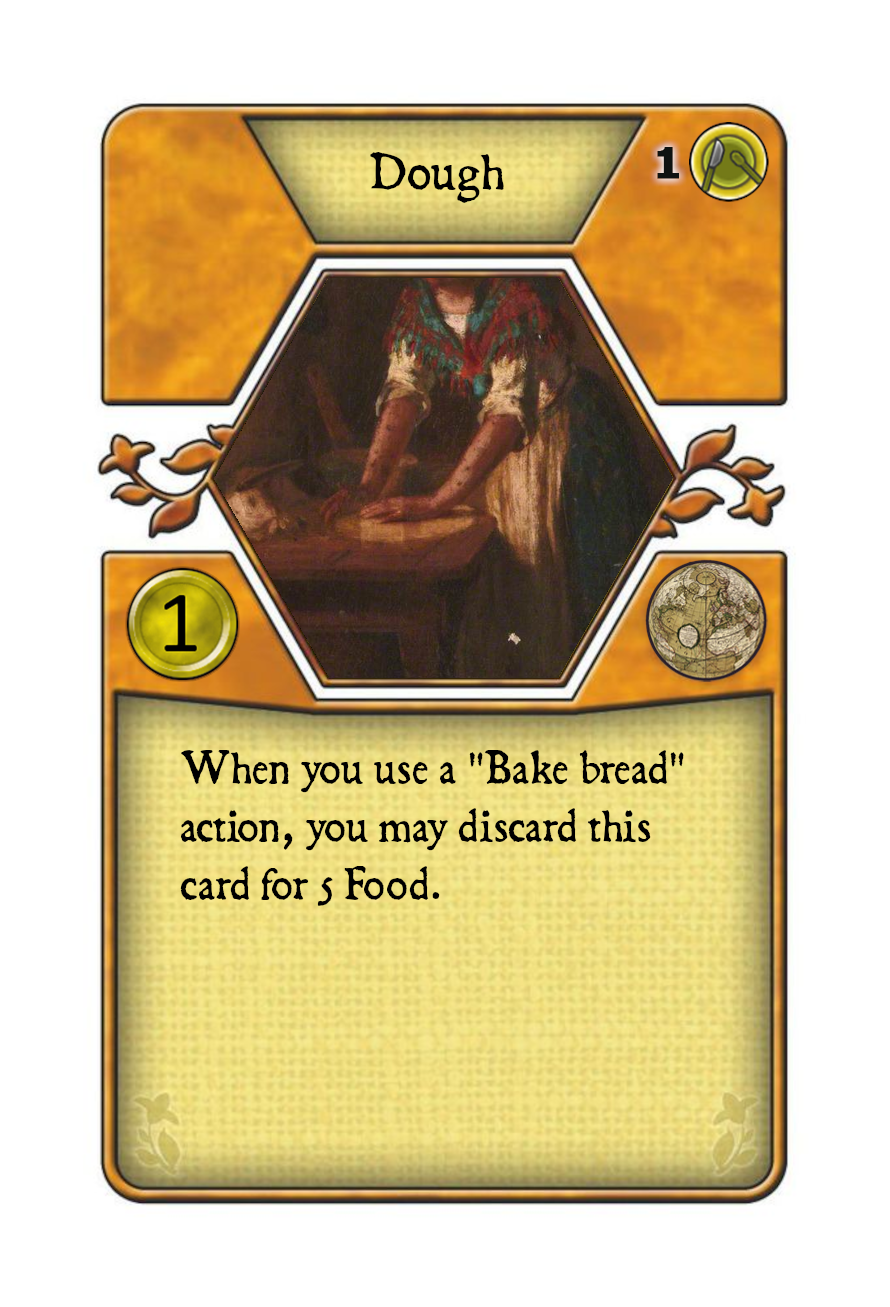 Dough
1
1
When you use a "Bake bread"
action, you may discard this
card for 5 Food.